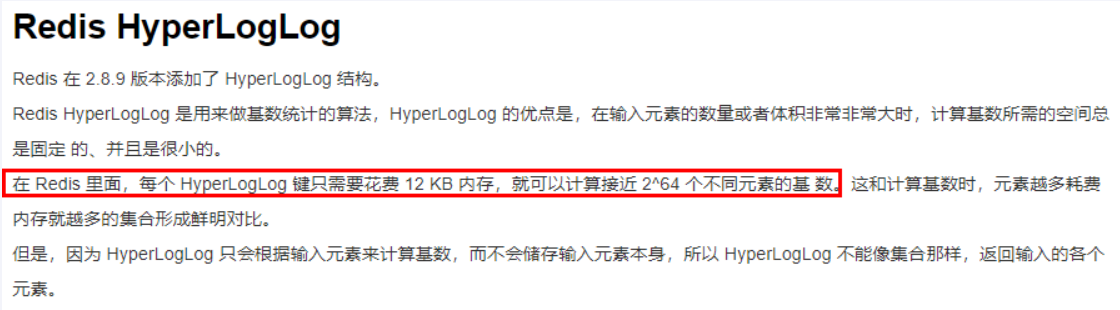 Redis HyperLogLog
Redis 在 2.8.9 版本添加了 HyperLogLog 结构。
Redis HyperLogLog 是用来做基数统计的算法，HyperLogLog 的优点是，在输入元素的数量或者体积非常非常大时，计算基数所需的空间总
是固定 的、并且是很小的。
在 Redis 里面，每个 HyperLogLog 键只需要花费 12 KB 内存，就可以计算接近 2^64 个不同元素的基 数。这和计算基数时，元素越多耗费
内存就越多的集合形成鲜明对比。
但是，因为 HyperLogLog 只会根据输入元素来计算基数，而不会储存输入元素本身，所以 HyperLogLog 不能像集合那样，返回输入的各个
元素。